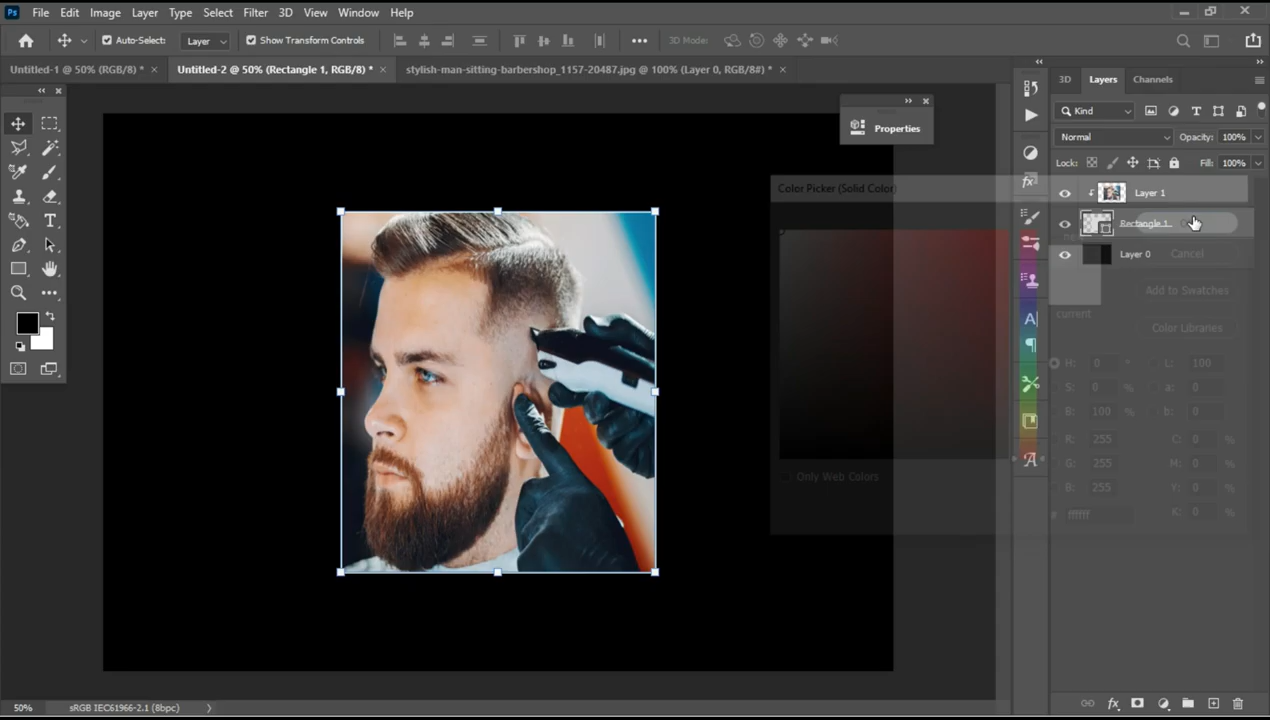 Ps File Edit Image Layer Type Select Filter 3D View Window Help
Auto-Select: Layer Show Transform Controls 3D Mode:
Untitled-1 @ 50% (RGB/8) * × Untitled-2 @ 50% (Rectangle 1, RGB/8) * × stylish-man-sitting-barbershop_1157-20487.jpg @ 100% (Layer 0, RGB/8#) * ×
3D Layers Channels
Kind
Properties
Normal Opacity: 100%
Lock: Fill: 100%
Color Picker (Solid Color)
Layer 1
Rectangle 1
Layer 0
Cancel
Add to Swatches
current
Color Libraries
H: 0 ° L: 100
S: 0 % a: 0
B: 100 % b: 0
R: 255 C: 0 %
G: 255 M: 0 %
Only Web Colors
B: 255 Y: 0 %
# ffffff K: 0 %
50% sRGB IEC61966-2.1 (8bpc)